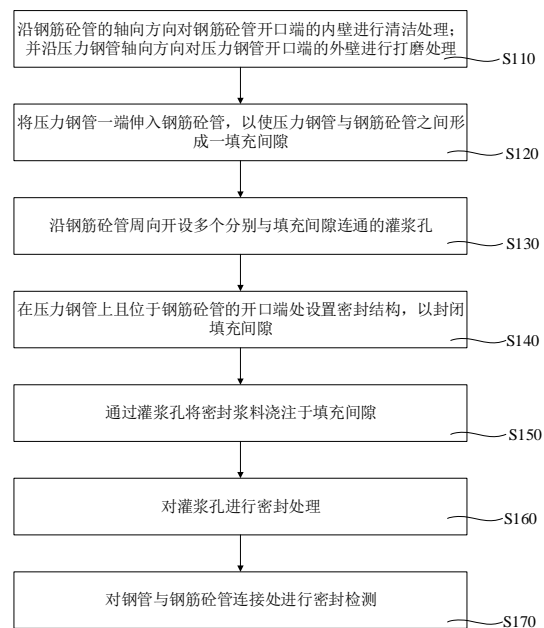 沿钢筋砼管的轴向方向对钢筋砼管开口端的内壁进行清洁处理；
并沿压力钢管轴向方向对压力钢管开口端的外壁进行打磨处理
S110
将压力钢管一端伸入钢筋砼管，以使压力钢管与钢筋砼管之间形
成一填充间隙
S120
沿钢筋砼管周向开设多个分别与填充间隙连通的灌浆孔
S130
在压力钢管上且位于钢筋砼管的开口端处设置密封结构，以封闭
填充间隙
S140
通过灌浆孔将密封浆料浇注于填充间隙
S150
对灌浆孔进行密封处理
S160
对钢管与钢筋砼管连接处进行密封检测
S170